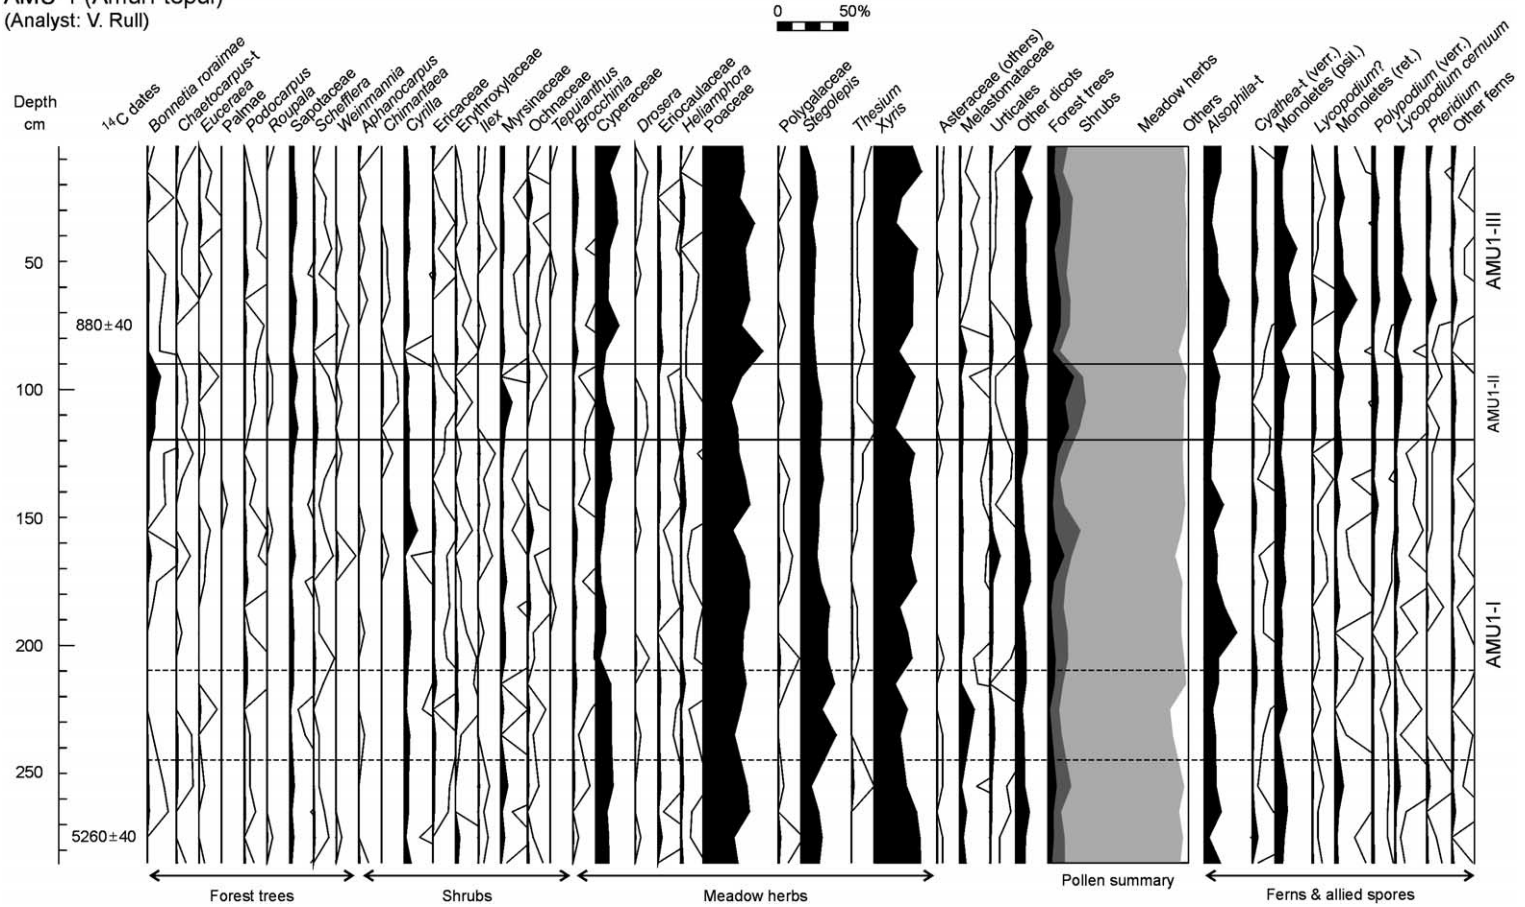 AMU-1 (Amuri-tepui)
(Analyst: V. Rull)
0 50%
Depth
cm
14C dates
Bonnetia roraimae
Chaetocarpus-t
Euceraea
Palmae
Podocarpus
Roupala
Sapotaceae
Schefflera
Weinmannia
Aphanocarpus
Chimantaea
Cyrilla
Ericaceae
Erythroxylaceae
Ilex
Myrsinaceae
Ochnaceae
Tepuianthus
Brocchinia
Cyperaceae
Drosera
Eriocaulaceae
Heliamphora
Poaceae
Polygalaceae
Stegolepis
Thesium
Xyris
Asteraceae (others)
Melastomataceae
Urticales
Other dicots
Forest trees
Shrubs
Meadow herbs
Others
Alsophila-t
Cyathea-t (verr.)
Monoletes (psil.)
Lycopodium?
Monoletes (ret.)
Polypodium (verr.)
Lycopodium cernuum
Pteridium
Other ferns
50
880±40
100
150
200
250
5260±40
AMU1-III
AMU1-II
AMU1-I
Forest trees
Shrubs
Meadow herbs
Pollen summary
Ferns & allied spores